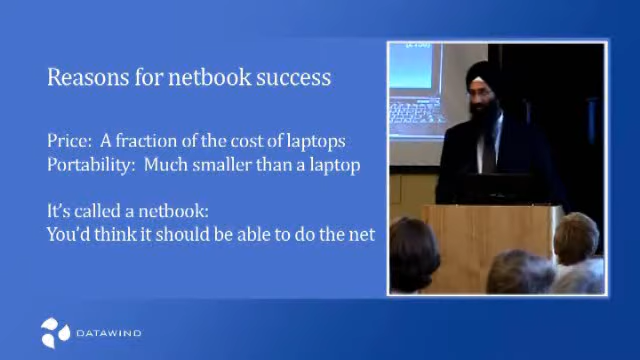 Reasons for netbook success
Price: A fraction of the cost of laptops
Portability: Much smaller than a laptop
It's called a netbook:
You'd think it should be able to do the net
DATAWIND